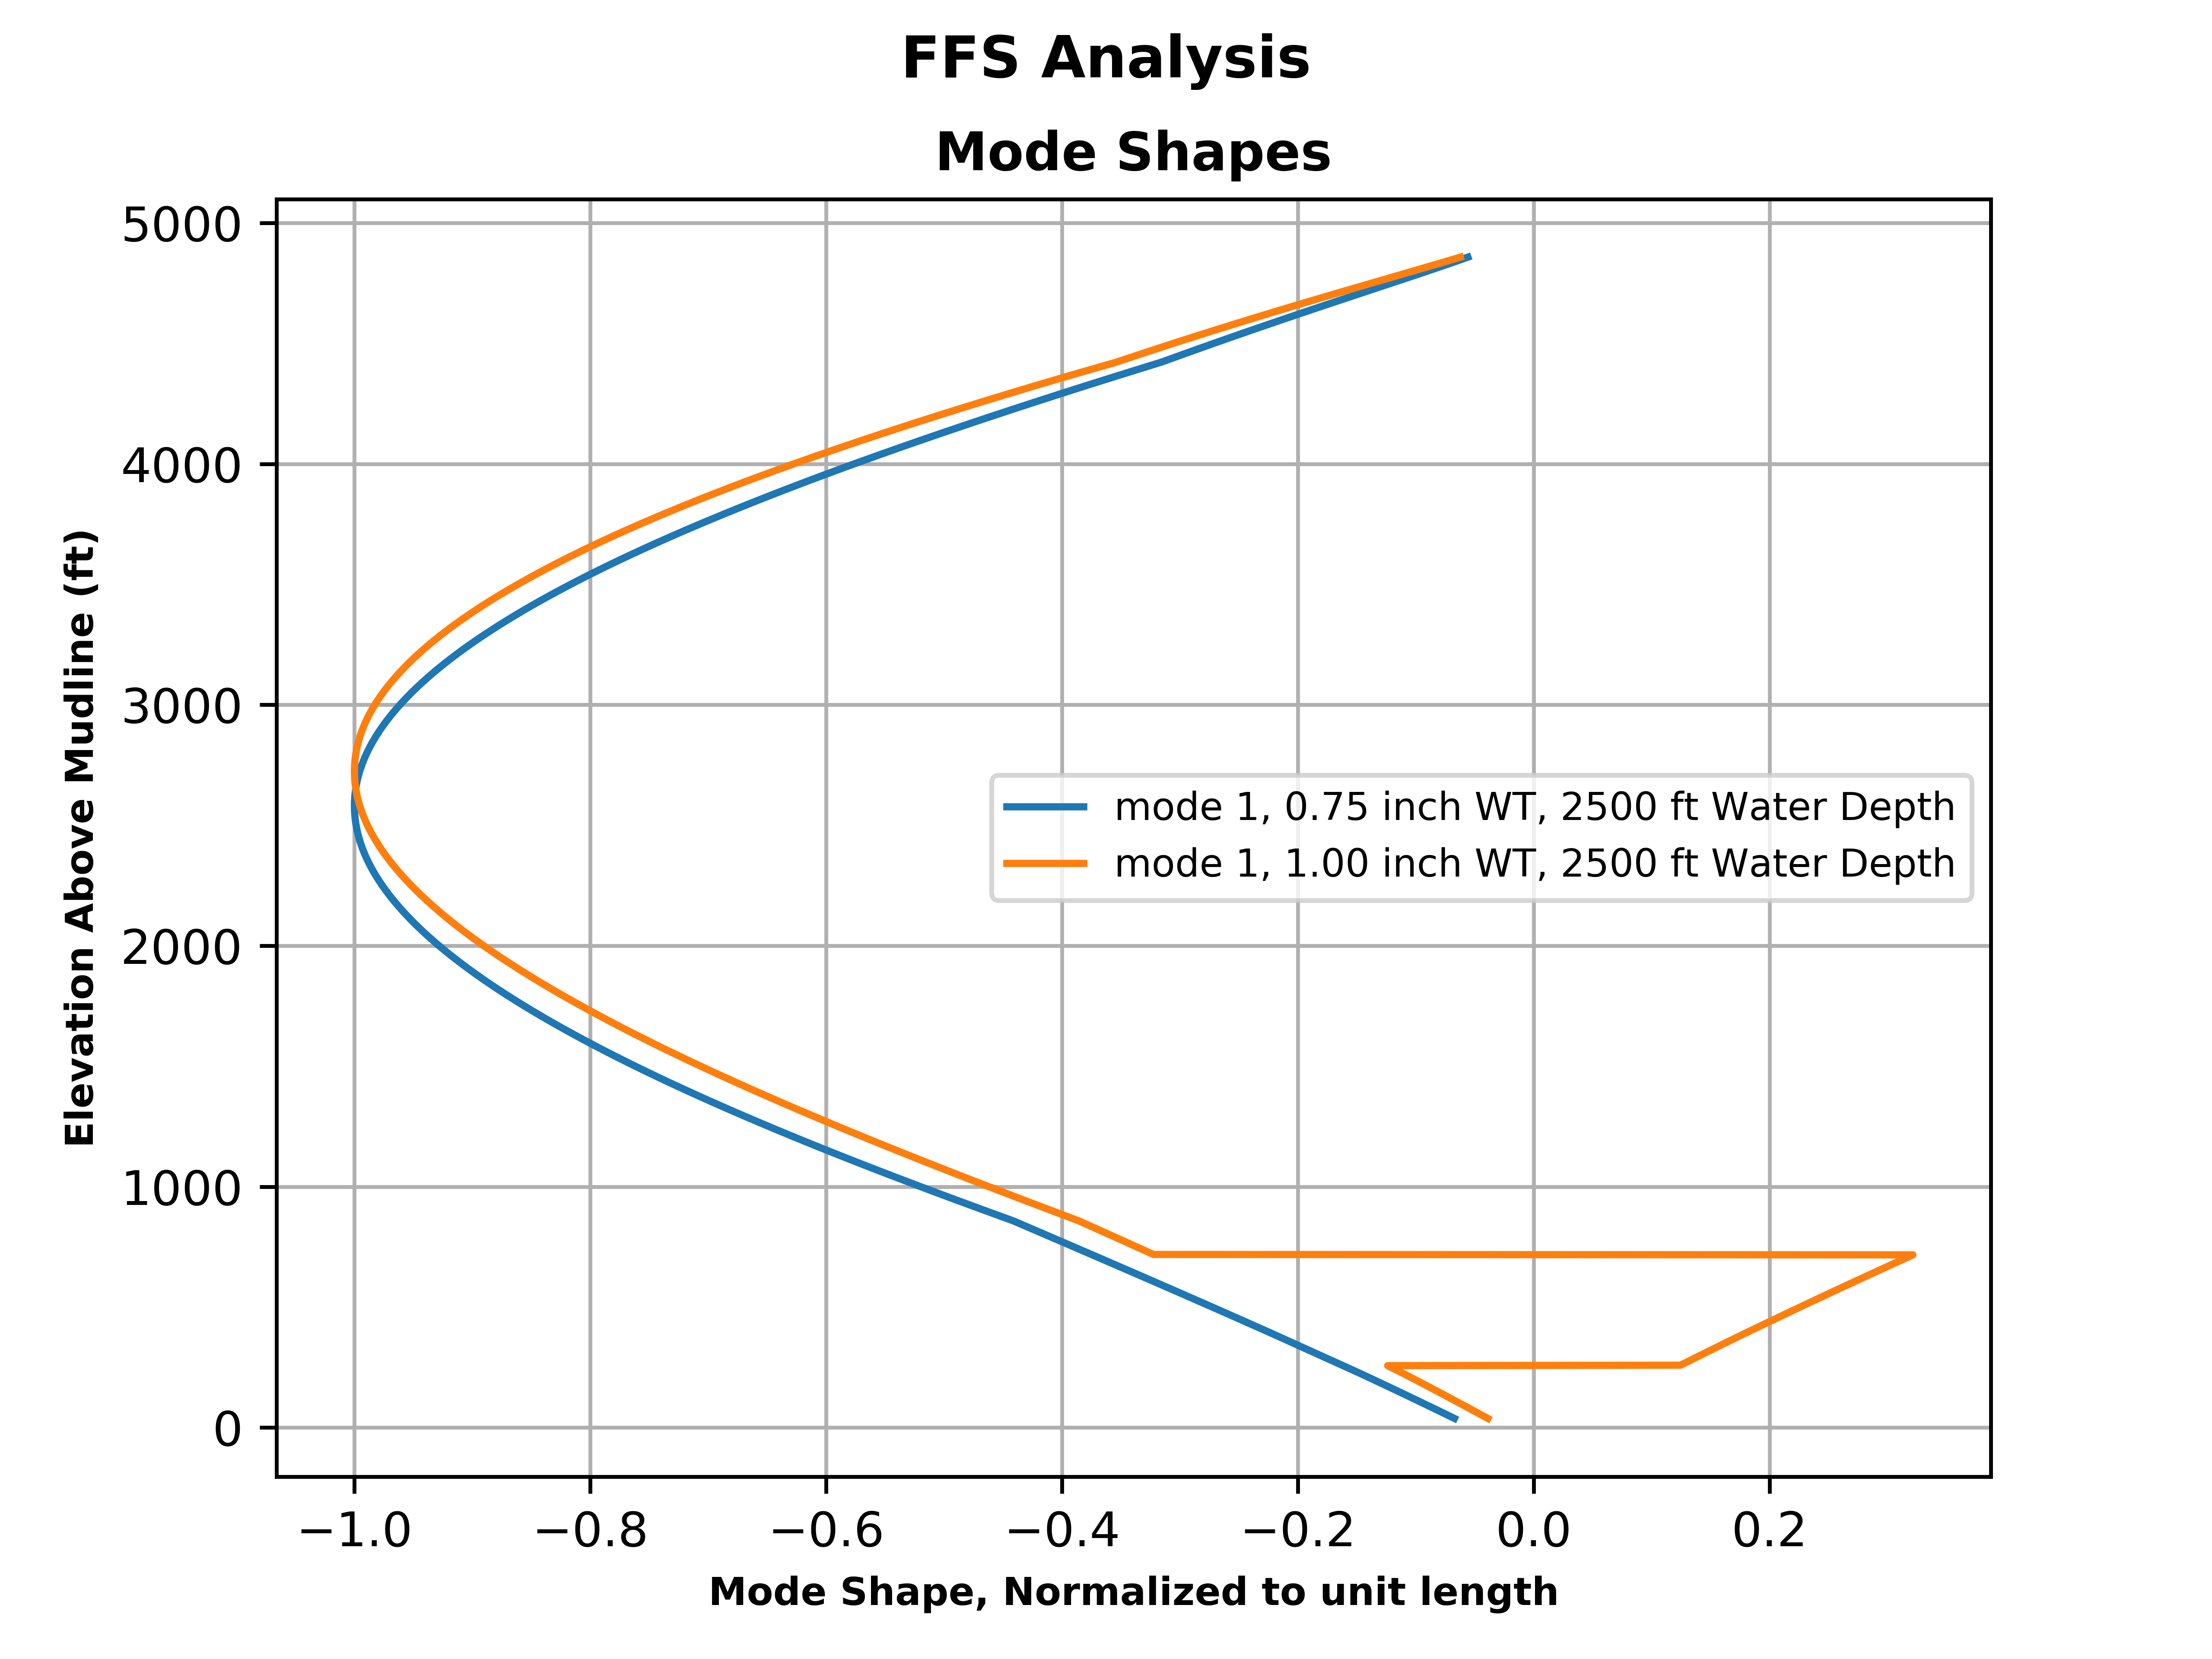 FFS Analysis
Mode Shapes
5000
4000
3000
2000
1000
0
Elevation Above Mudline (ft)
mode 1, 0.75 inch WT, 2500 ft Water Depth
mode 1, 1.00 inch WT, 2500 ft Water Depth
−1.0 −0.8 −0.6 −0.4 −0.2 0.0 0.2
Mode Shape, Normalized to unit length